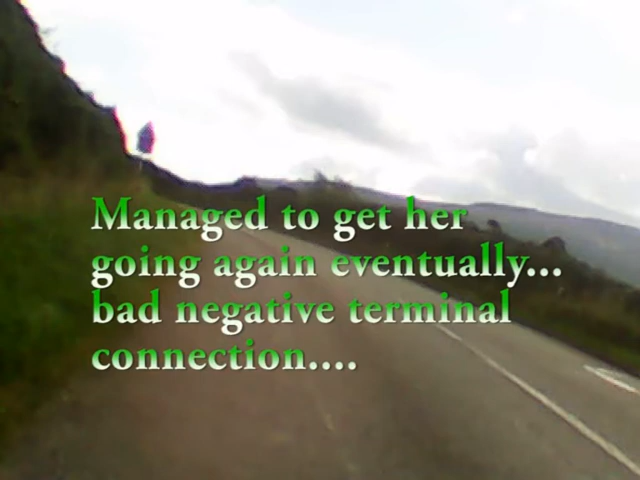 Managed to get her
going again eventually...
bad negative terminal
connection....